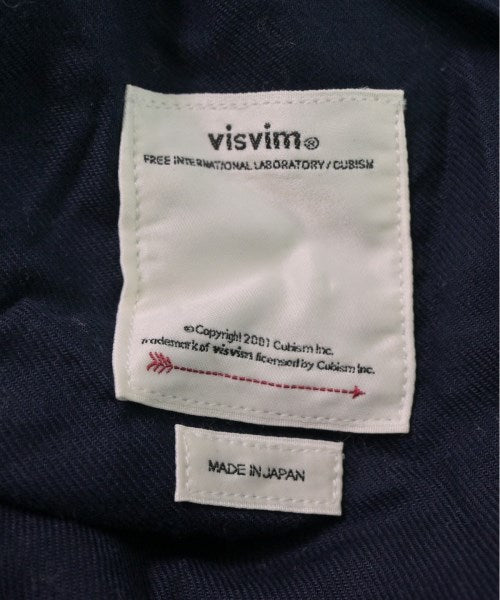 visvim®
FREE INTERNATIONAL LABORATORY / CUBISM
© Copyright 2001 Cubism Inc.
trademark of visvim licensed by Cubism Inc.
MADE IN JAPAN